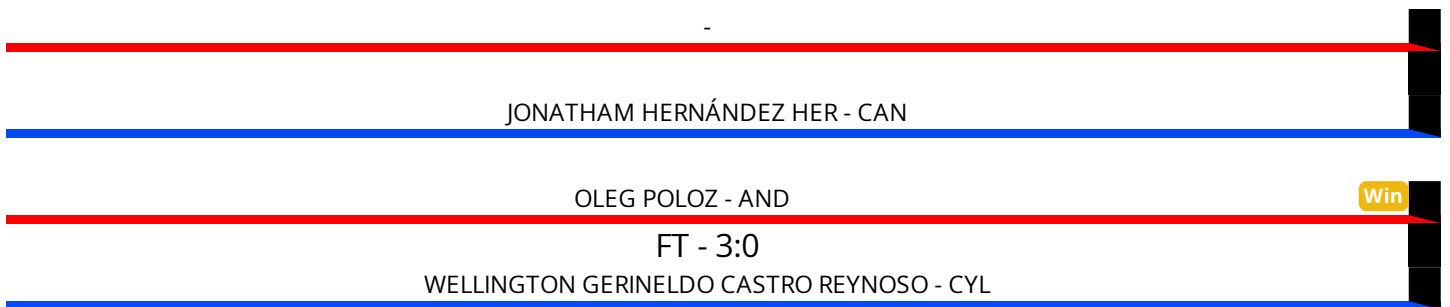 -
JONATHAM HERNÁNDEZ HER - CAN
OLEG POLOZ - AND
Win
FT - 3:0
WELLINGTON GERINELDO CASTRO REYNOSO - CYL